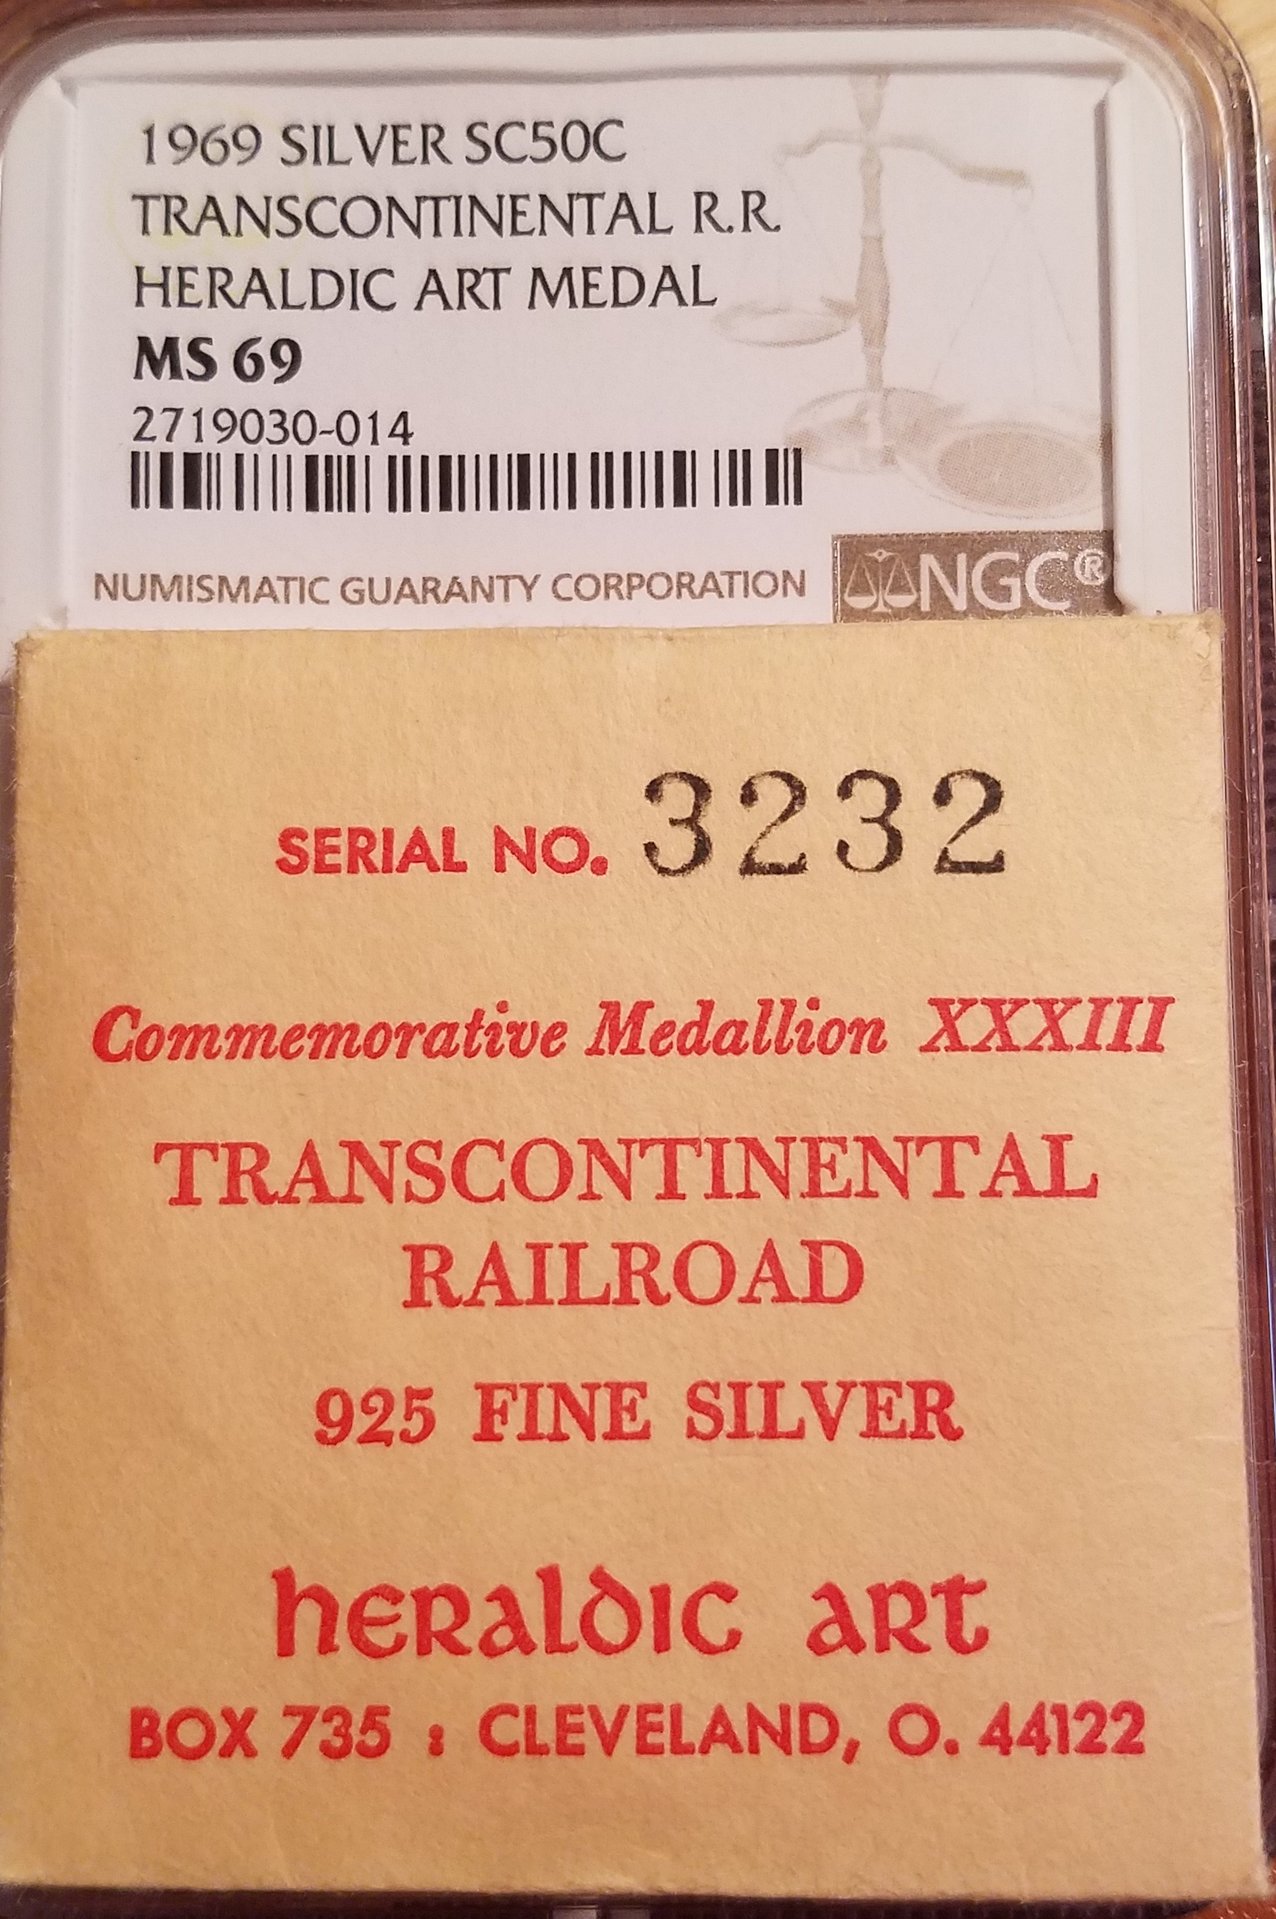 1969 SILVER SC50C
TRANSCONTINENTAL R.R.
HERALDIC ART MEDAL
MS 69
2719030-014
NUMISMATIC GUARANTY CORPORATION
NGC®
SERIAL NO. 3232
Commemorative Medallion XXXIII
TRANSCONTINENTAL
RAILROAD
925 FINE SILVER
heraldic art
BOX 735 : CLEVELAND, O. 44122